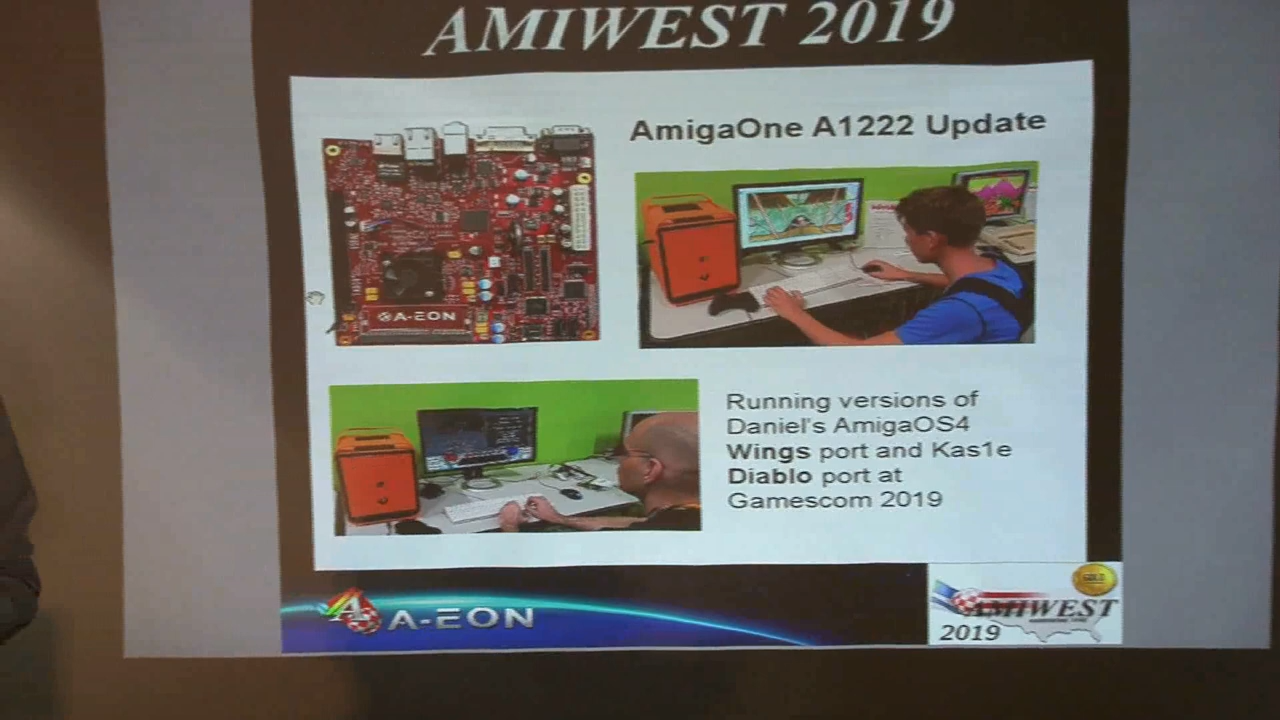 AMIWEST 2019
AmigaOne A1222 Update
A-EON
Running versions of
Daniel's AmigaOS4
Wings port and Kas1e
Diablo port at
Gamescom 2019
A-EON
GOLD
AMIWEST
2019